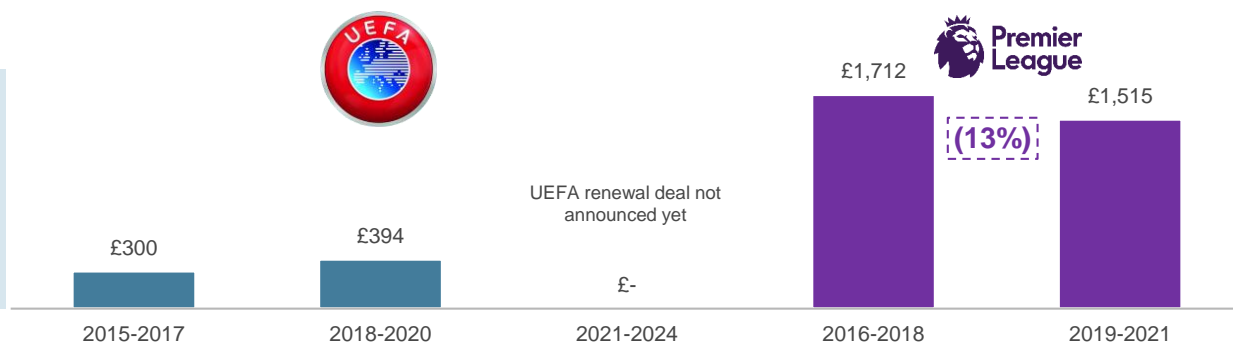 UEFA
Premier
League
£1,712
£1,515
(13%)
UEFA renewal deal not
announced yet
£300
£394
£-
2015-2017
2018-2020
2021-2024
2016-2018
2019-2021